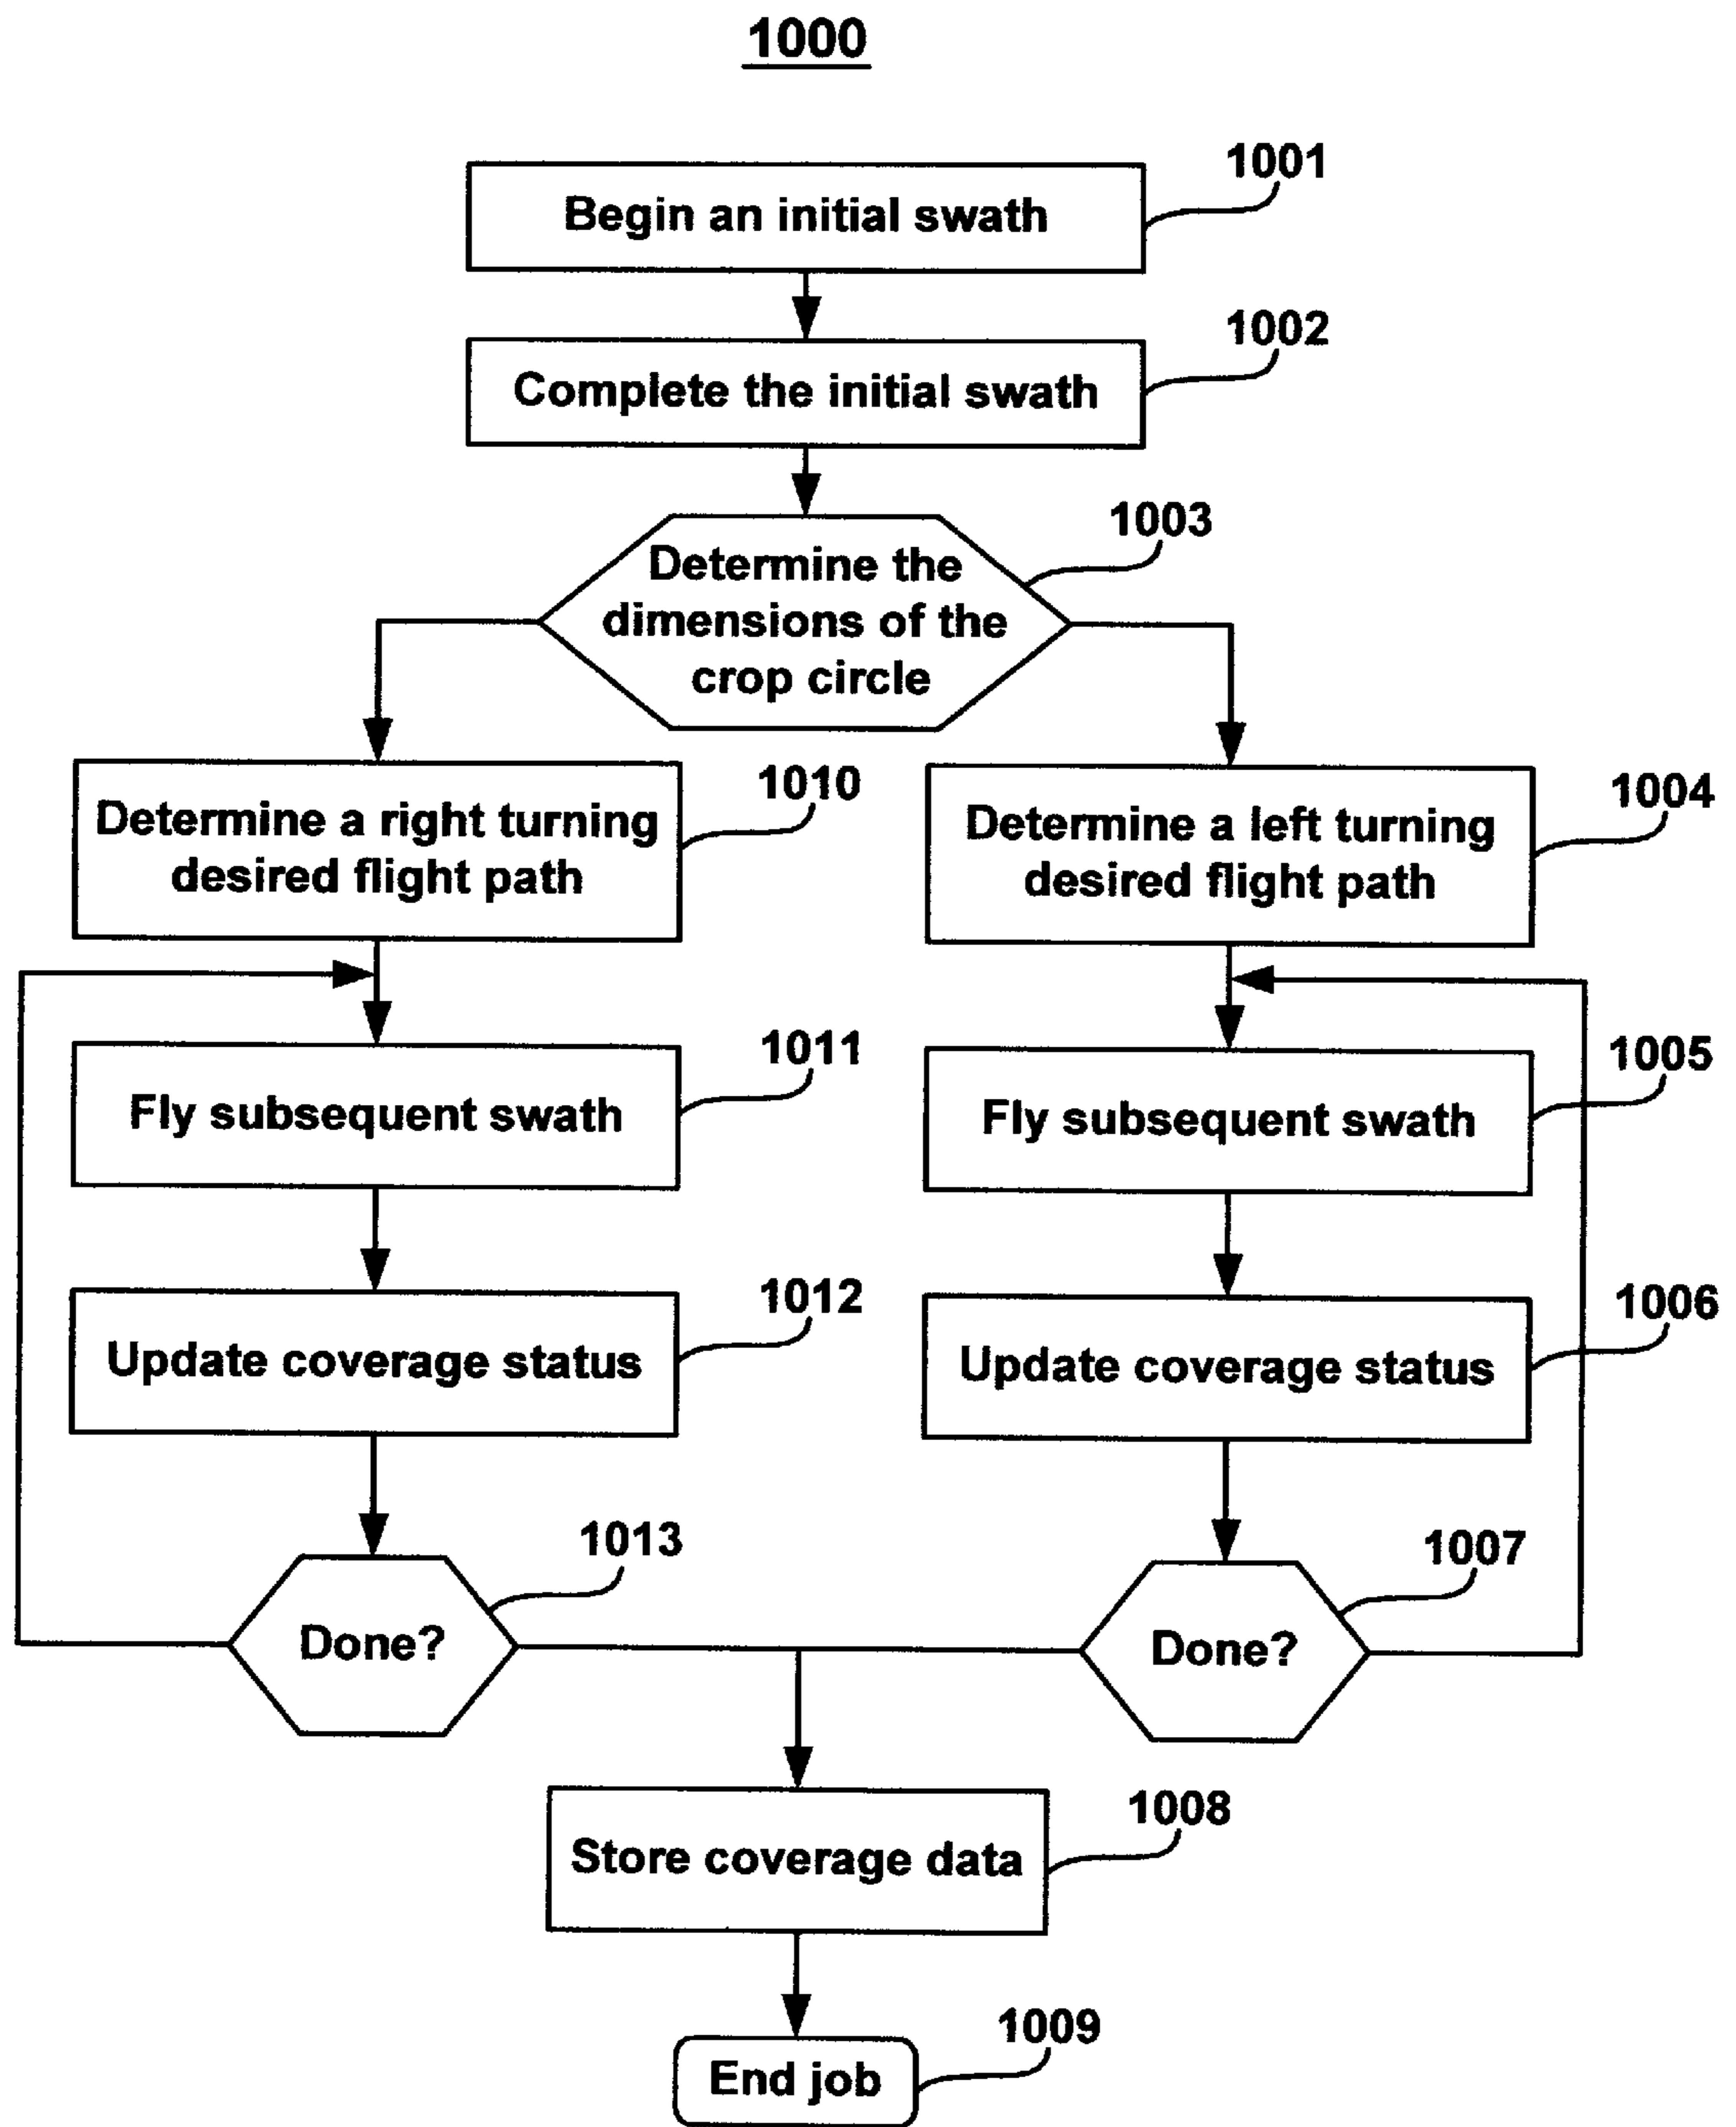 1000
1001
Begin an initial swath
1002
Complete the initial swath
1003
Determine the
dimensions of the
crop circle
1010
Determine a right turning
desired flight path
1004
Determine a left turning
desired flight path
1011
Fly subsequent swath
1005
Fly subsequent swath
1012
Update coverage status
1006
Update coverage status
1013
Done?
1007
Done?
1008
Store coverage data
1009
End job